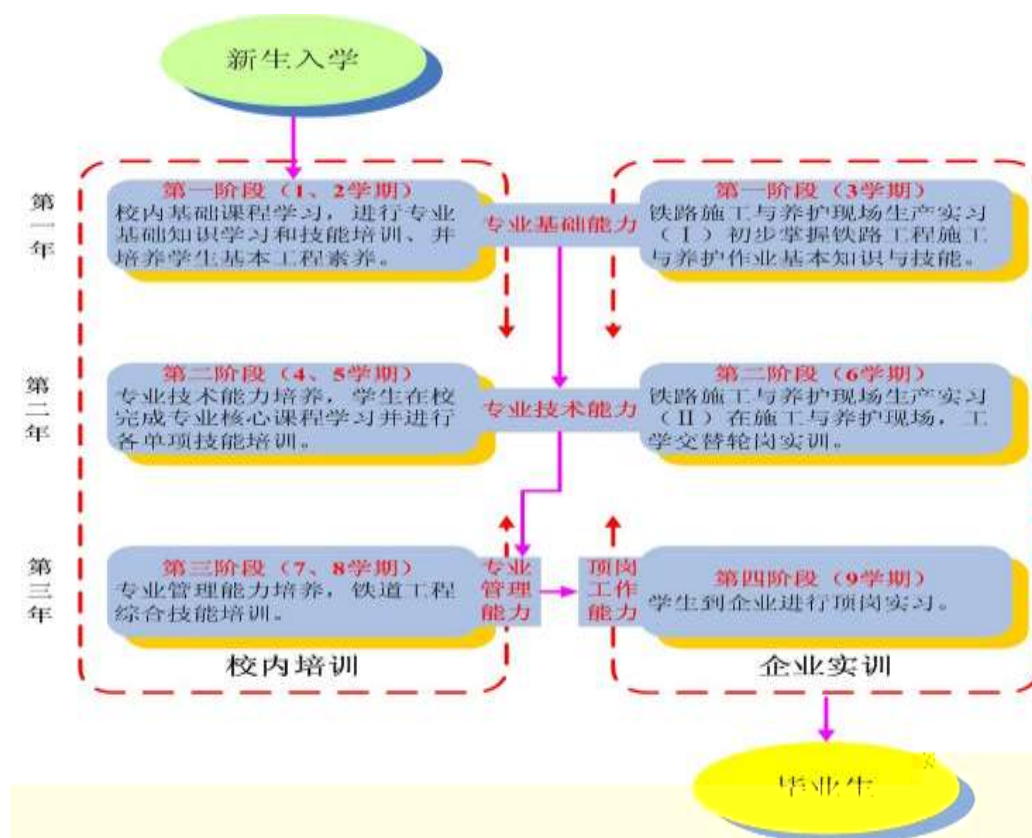 新生入学
第一年
第一阶段（1、2学期）
校内基础课程学习，进行专业
基础知识学习和技能培训、并
培养学生基本工程素养。
专业基础能力
第一阶段（3学期）
铁路施工与养护现场生产实习
（Ⅰ）初步掌握铁路工程施工
与养护作业基本知识与技能。
第二年
第二阶段（4、5学期）
专业技术能力培养，学生在校
完成专业核心课程学习并进行
各单项技能培训。
专业技术能力
第二阶段（6学期）
铁路施工与养护现场生产实习
（II）在施工与养护现场，工
学交替轮岗实训。
第三年
第三阶段（7、8学期）
专业管理能力培养，铁道工程
综合技能培训。
专业
管理
能力
顶岗
工作
能力
第四阶段（9学期）
学生到企业进行顶岗实习。
校内培训
企业实训
毕业生